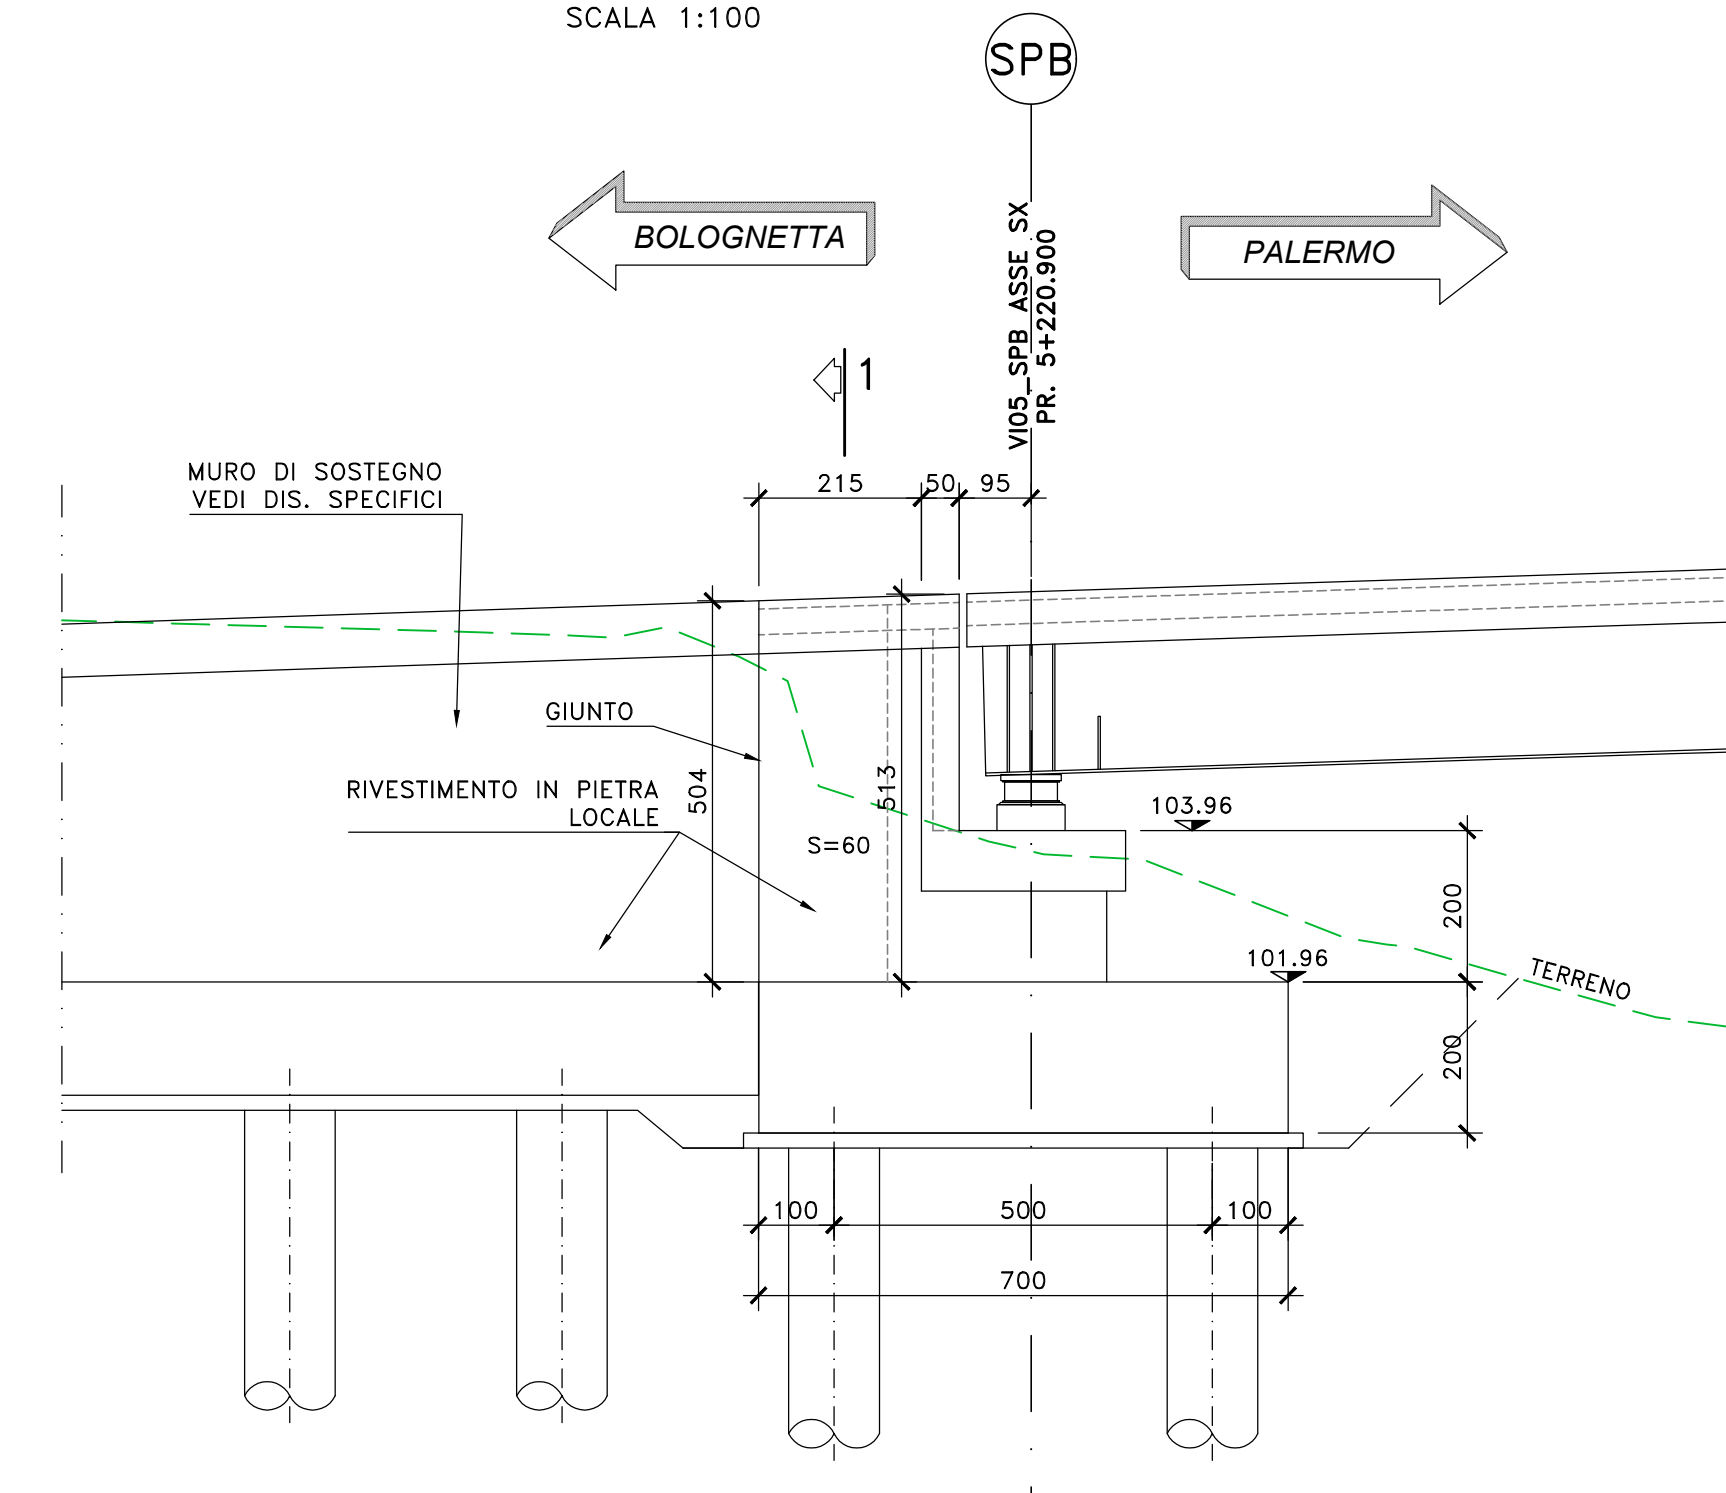 SCALA 1:100
SPB
BOLOGNETTA
PALERMO
VI05_SPB ASSE SX
PR. 5+220.900
1
MURO DI SOSTEGNO
VEDI DIS. SPECIFICI
215
50
95
GIUNTO
RIVESTIMENTO IN PIETRA
LOCALE
504
513
S=60
103.96
200
101.96
TERRENO
200
100
500
100
700